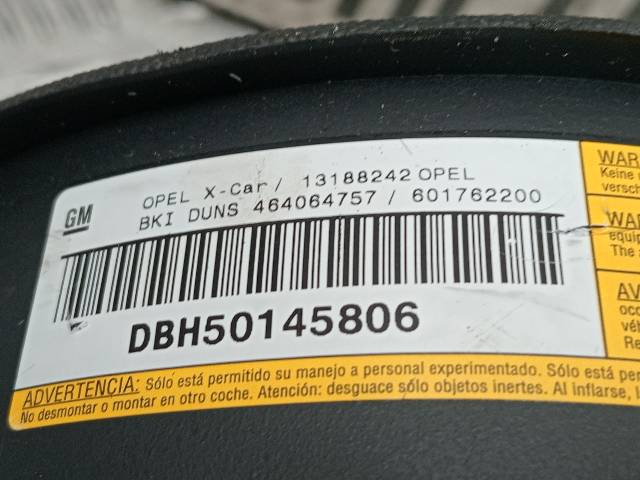 GM
OPEL X-Car/ 13188242 OPEL
BKI DUNS 464064757 / 601762200
DBH50145806
ADVERTENCIA: Sólo está permitido su manejo a personal experimentado. Sólo está per
No desmontar o montar en otro coche. Atención: desguace sólo objetos inertes. Al inflarse, l
WAR
Keine
versch
WA
equip
The
AV
occ
véh
Re